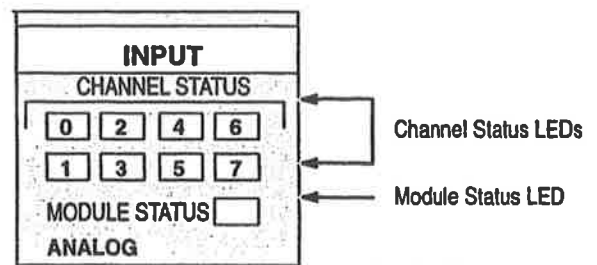 INPUT
CHANNEL STATUS
0 2 4 6
1 3 5 7
MODULE STATUS
ANALOG
Channel Status LEDs
Module Status LED